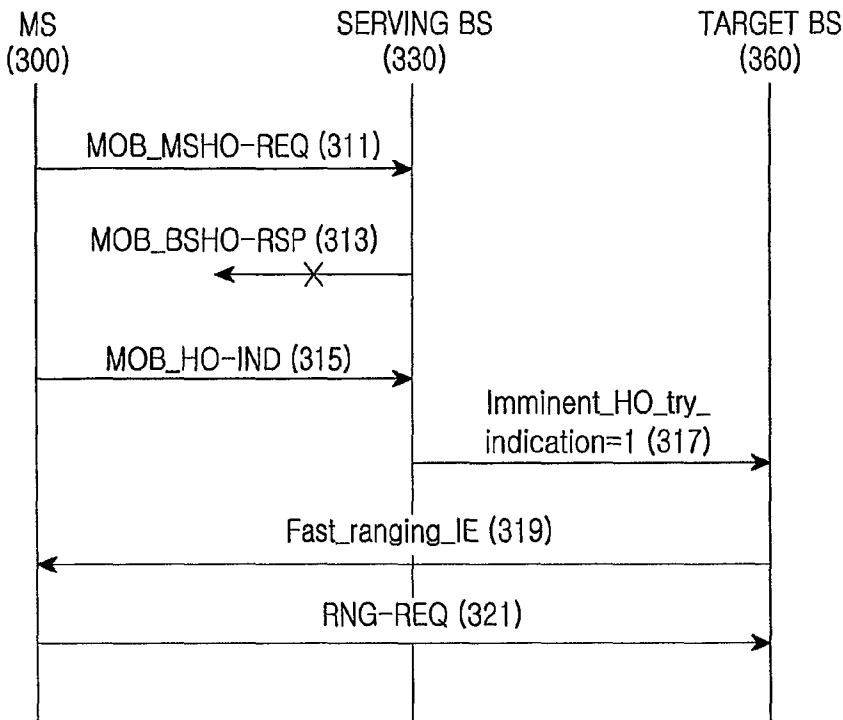 MS
(300)
SERVING BS
(330)
TARGET BS
(360)
MOB_MSHO-REQ (311)
MOB_BSHO-RSP (313)
MOB_HO-IND (315)
Imminent_HO_try_
indication=1 (317)
Fast_ranging_IE (319)
RNG-REQ (321)